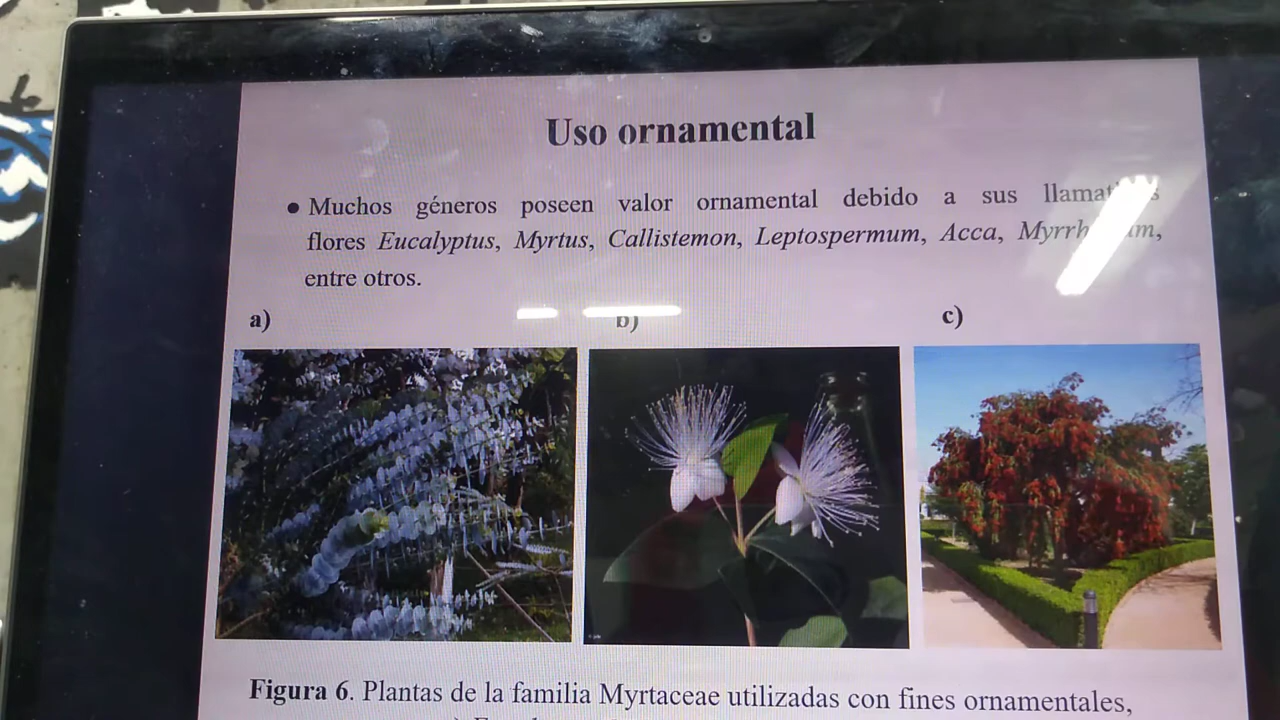 Uso ornamental
● Muchos géneros poseen valor ornamental debido a sus
flores Eucalyptus, Myrtus, Callistemon, Leptospermum, Acca,
entre otros.
a) b) c)
Figura 6. Plantas de la familia Myrtaceae utilizadas con fines ornamentales,